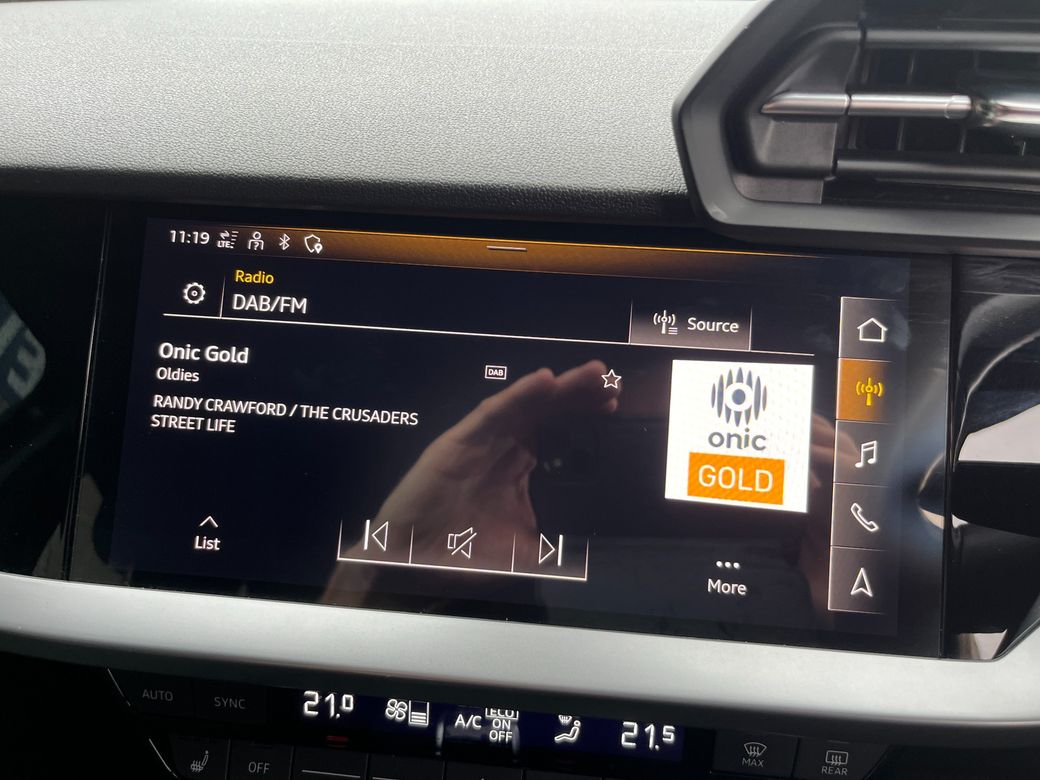 11:19
LTE
Radio
DAB/FM
Source
Onic Gold
Oldies
DAB
RANDY CRAWFORD / THE CRUSADERS
STREET LIFE
onic
GOLD
List
More
AUTO
SYNC
21.0
A/C
ECO
ON
OFF
21.5
OFF
MAX
REAR